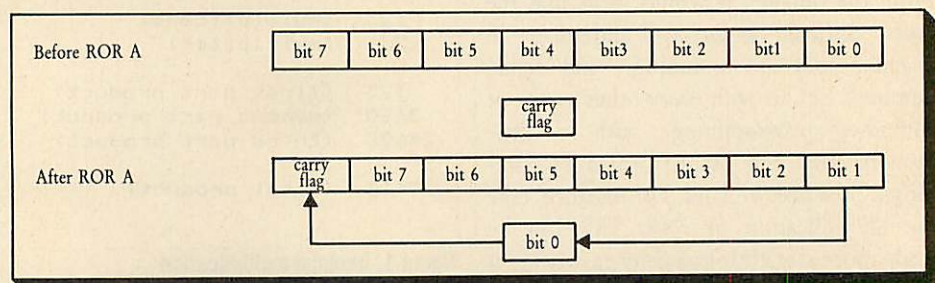 Before ROR A bit 7 bit 6 bit 5 bit 4 bit3 bit 2 bit1 bit 0
carry
flag
After ROR A carry flag bit 7 bit 6 bit 5 bit 4 bit 3 bit 2 bit 1
bit 0